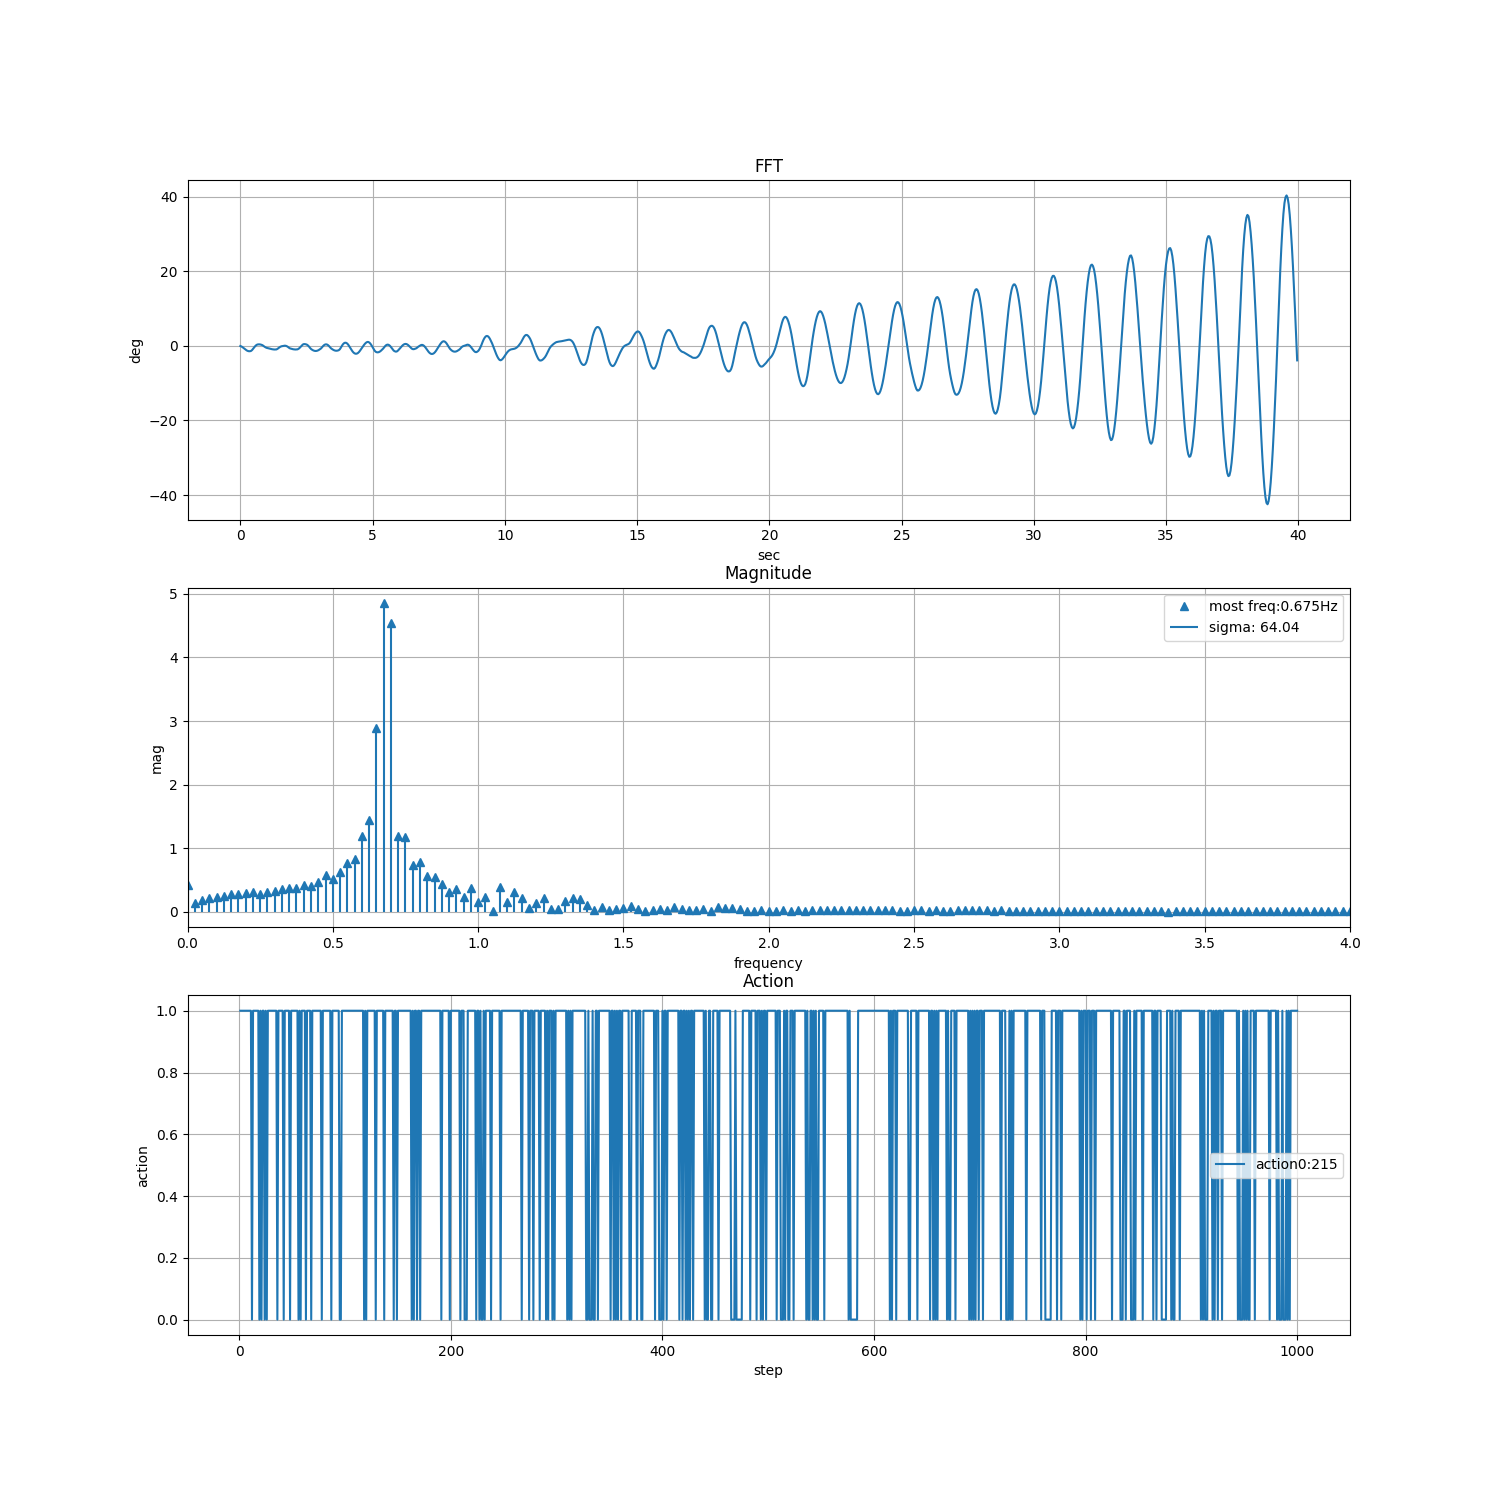 FFT
40
20
0
−20
−40
deg
0 5 10 15 20 25 30 35 40
sec
Magnitude
5
4
3
2
1
0
mag
most freq:0.675Hz
sigma: 64.04
0.0 0.5 1.0 1.5 2.0 2.5 3.0 3.5 4.0
frequency
Action
1.0
0.8
0.6
0.4
0.2
0.0
action
action0:215
0 200 400 600 800 1000
step